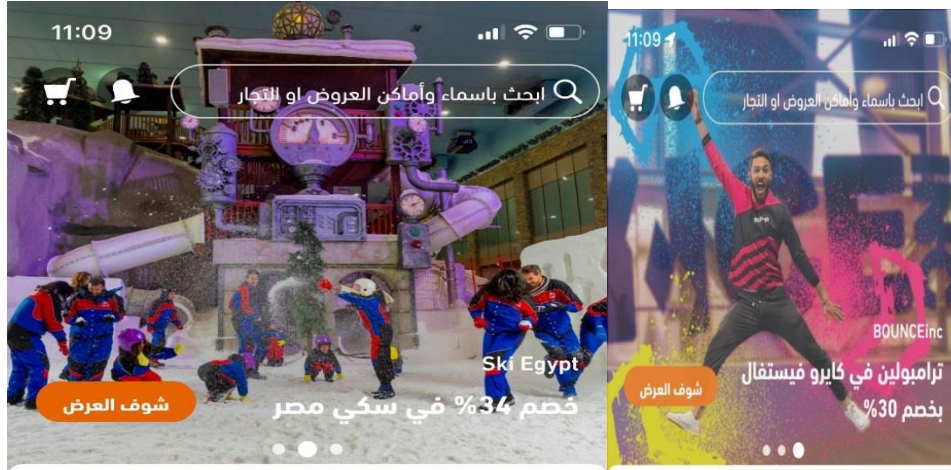 11:09
ابحث باسماء وأماكن العروض او التجار
Ski Egypt
خصم 34% في سكي مصر
شوف العرض
11:09
ابحث باسماء وأماكن العروض او التجار
BOUNCEinc
ترامبولين في كايرو فيستفال
بخصم 30%
شوف العرض